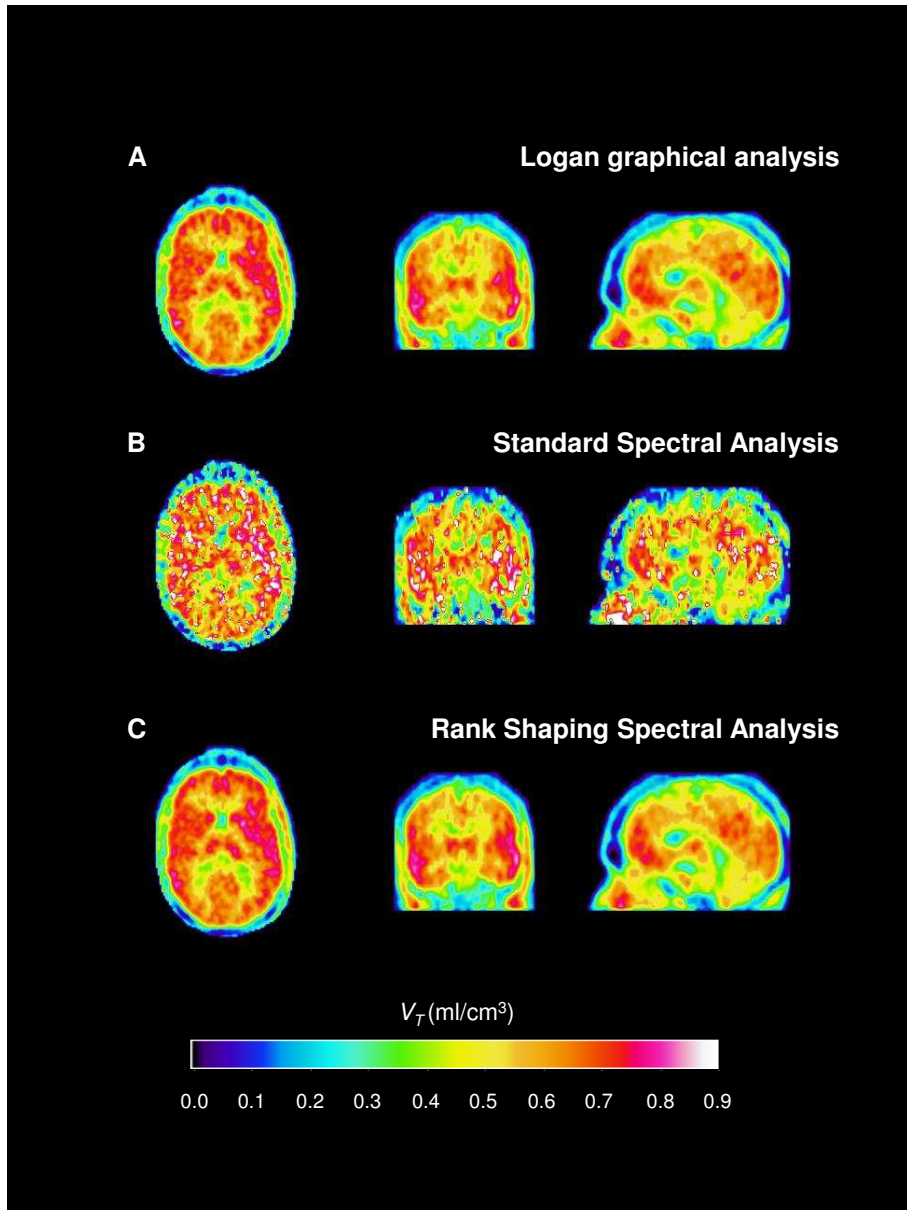 A
Logan graphical analysis
B
Standard Spectral Analysis
C
Rank Shaping Spectral Analysis
V_T (ml/cm³)
0.0 0.1 0.2 0.3 0.4 0.5 0.6 0.7 0.8 0.9